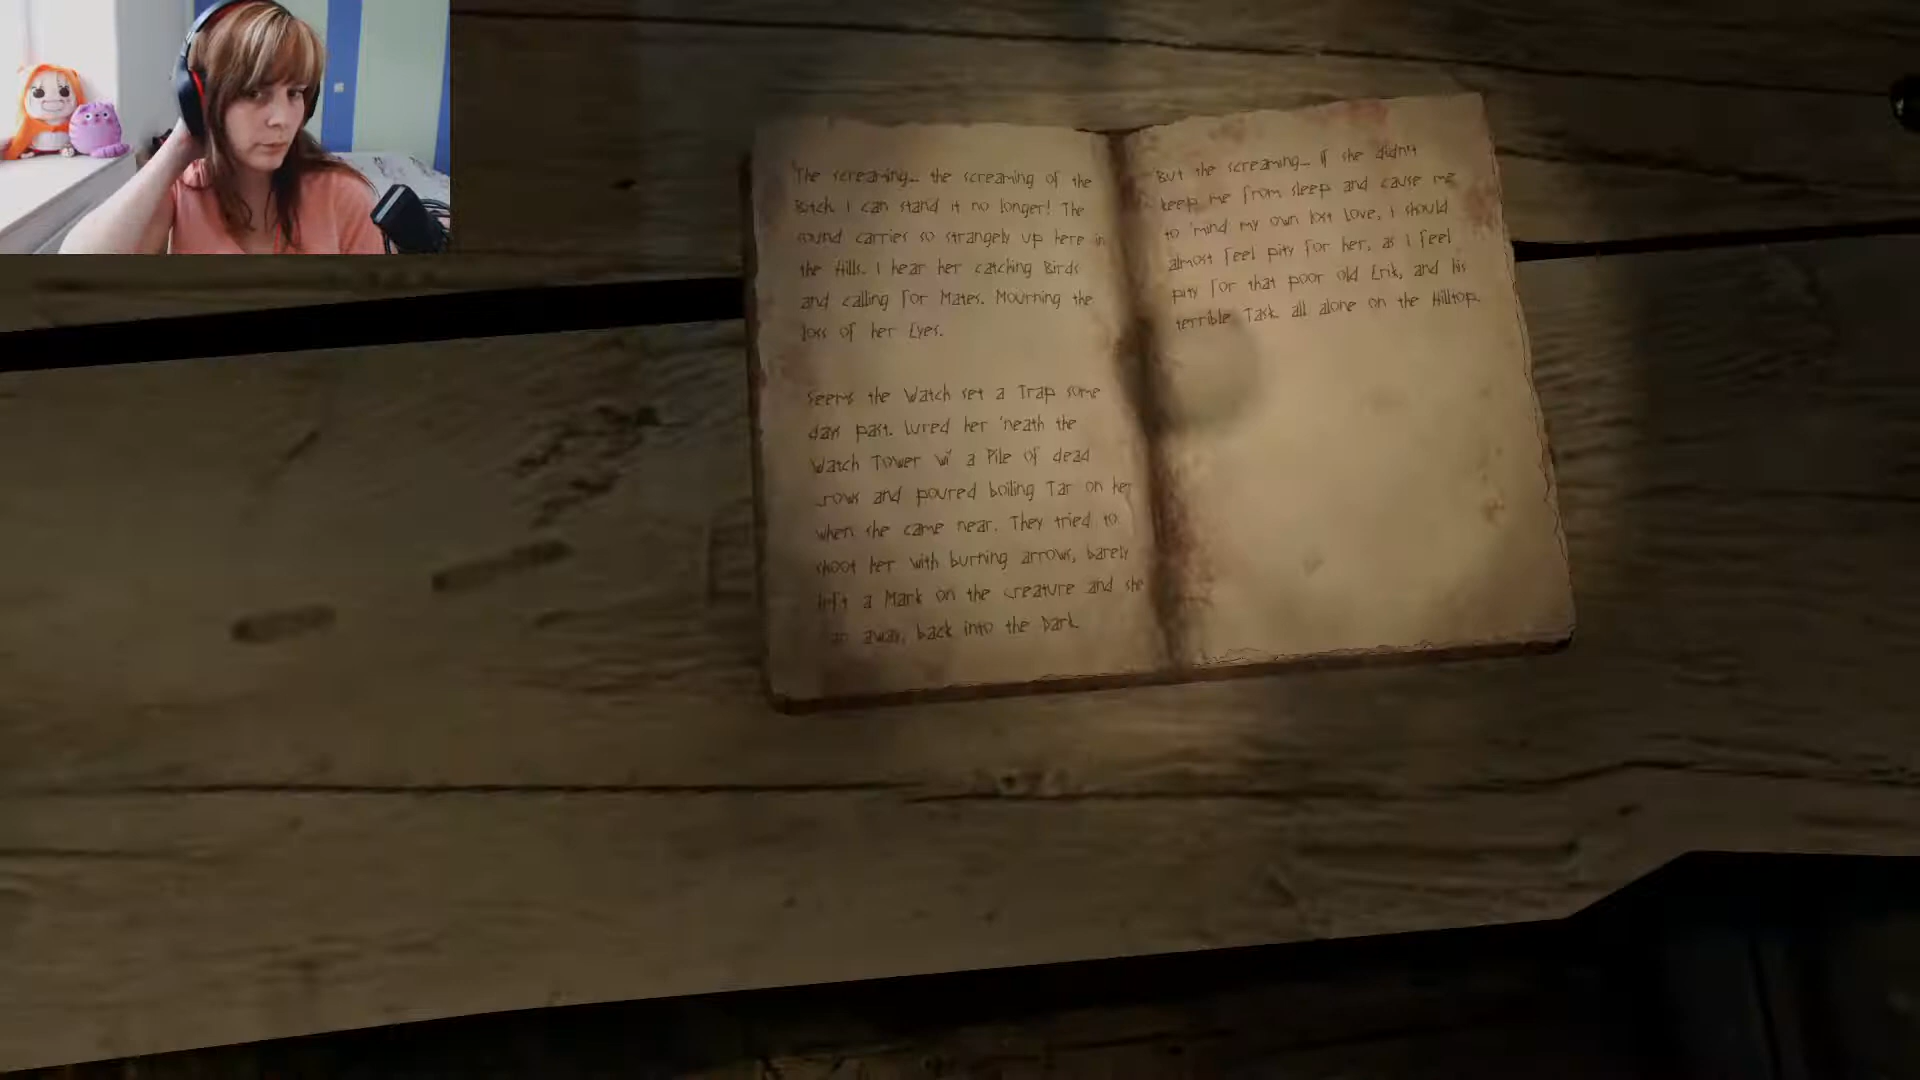 The screaming... the screaming of the
Bitch. I can stand it no longer! The
sound carries so strangely up here in
the Hills. I hear her catching Birds
and calling for Mates. Mourning the
loss of her Eyes.
Seems the Watch set a Trap some
days past. Lured her 'neath the
Watch Tower wi' a Pile of dead
and poured boiling Tar on her
when she came near. They tried to
shoot her with burning arrows, barely
left a Mark on the creature and she
ran away, back into the Dark.
But the screaming... If she didn't
keep me from sleep and cause me
to 'mind my own lost Love, I should
almost feel pity for her, as I feel
pity for that poor old Erik, and his
terrible Task all alone on the Hilltop.